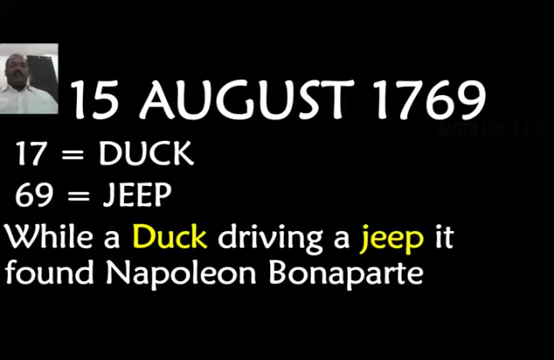 15 AUGUST 1769
17 = DUCK
69 = JEEP
While a Duck driving a jeep it
found Napoleon Bonaparte